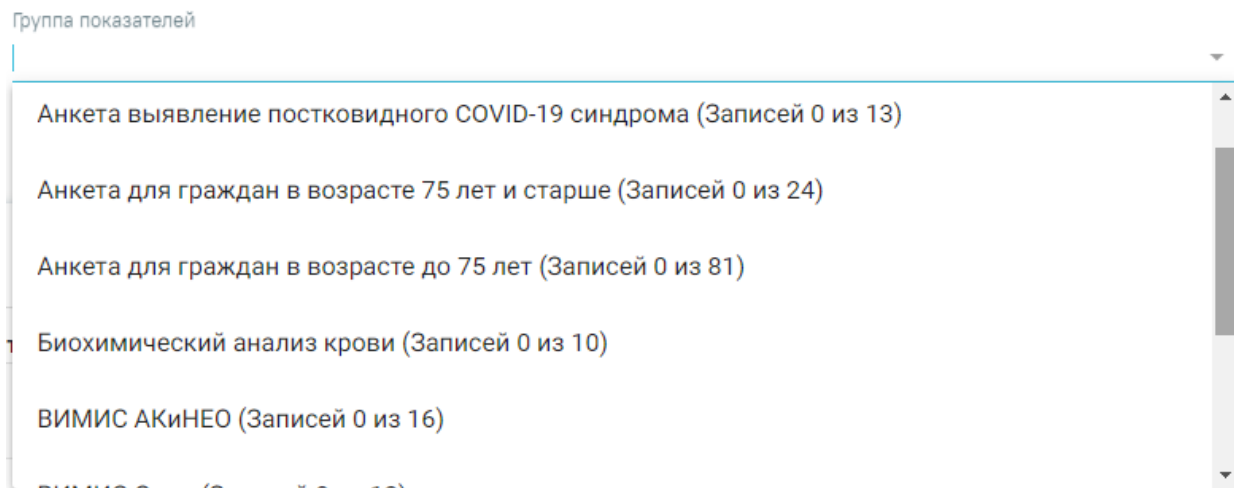 Группа показателей
Анкета выявление постковидного COVID-19 синдрома (Записей 0 из 13)
Анкета для граждан в возрасте 75 лет и старше (Записей 0 из 24)
Анкета для граждан в возрасте до 75 лет (Записей 0 из 81)
Биохимический анализ крови (Записей 0 из 10)
ВИМИС АКиНЕО (Записей 0 из 16)